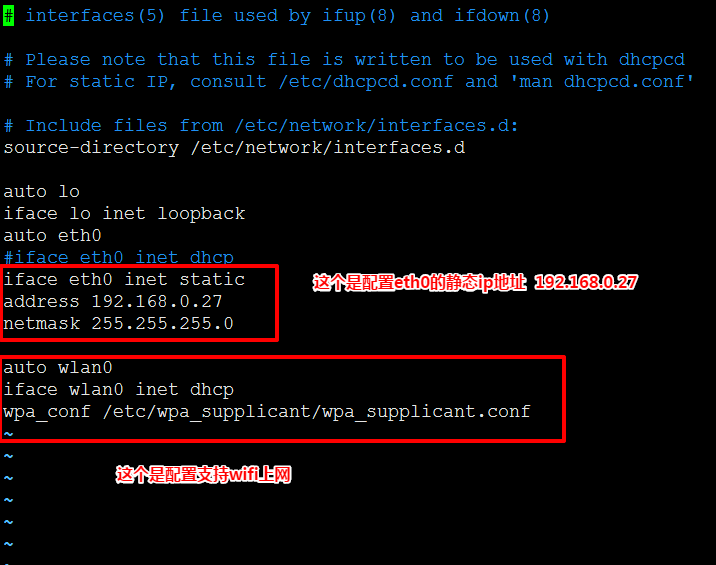 # interfaces(5) file used by ifup(8) and ifdown(8)
# Please note that this file is written to be used with dhcpcd
# For static IP, consult /etc/dhcpcd.conf and 'man dhcpcd.conf'
# Include files from /etc/network/interfaces.d:
source-directory /etc/network/interfaces.d
auto lo
iface lo inet loopback
auto eth0
#iface eth0 inet dhcp
iface eth0 inet static
这个是配置eth0的静态ip地址 192.168.0.27
address 192.168.0.27
netmask 255.255.255.0
auto wlan0
iface wlan0 inet dhcp
wpa_conf /etc/wpa_supplicant/wpa_supplicant.conf
~
~
~
这个是配置支持wifi上网
~
~
~